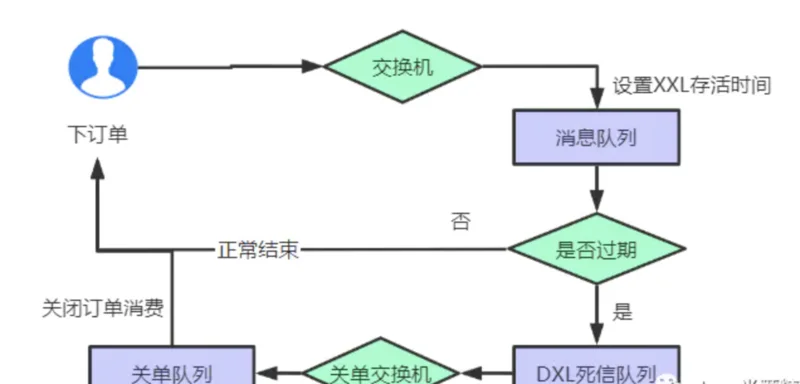 交换机
设置XXL存活时间
下订单
消息队列
否
正常结束
是否过期
关闭订单消费
是
关单队列
关单交换机
DXL死信队列